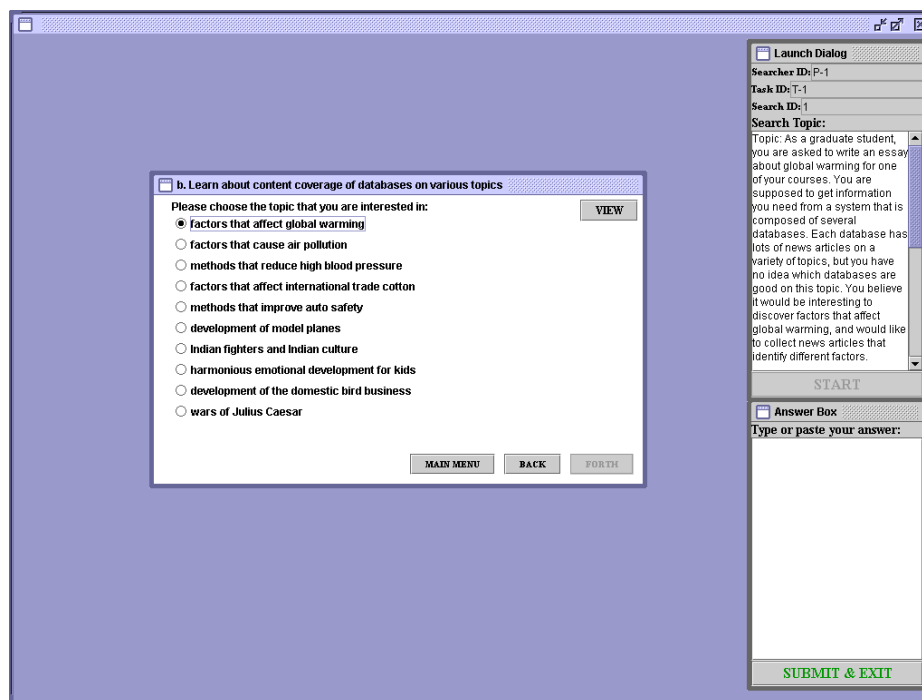 Launch Dialog
Searcher ID: P-1
Task ID: T-1
Search ID: 1
Search Topic:
Topic: As a graduate student,
you are asked to write an essay
about global warming for one
of your courses. You are
supposed to get information
you need from a system that is
composed of several
databases. Each database has
lots of news articles on a
variety of topics, but you have
no idea which databases are
good on this topic. You believe
it would be interesting to
discover factors that affect
global warming, and would like
to collect news articles that
identify different factors.
START
b. Learn about content coverage of databases on various topics
Please choose the topic that you are interested in:
VIEW
factors that affect global warming
factors that cause air pollution
methods that reduce high blood pressure
factors that affect international trade cotton
methods that improve auto safety
development of model planes
Indian fighters and Indian culture
harmonious emotional development for kids
development of the domestic bird business
wars of Julius Caesar
MAIN MENU
BACK
FORTH
Answer Box
Type or paste your answer:
SUBMIT & EXIT